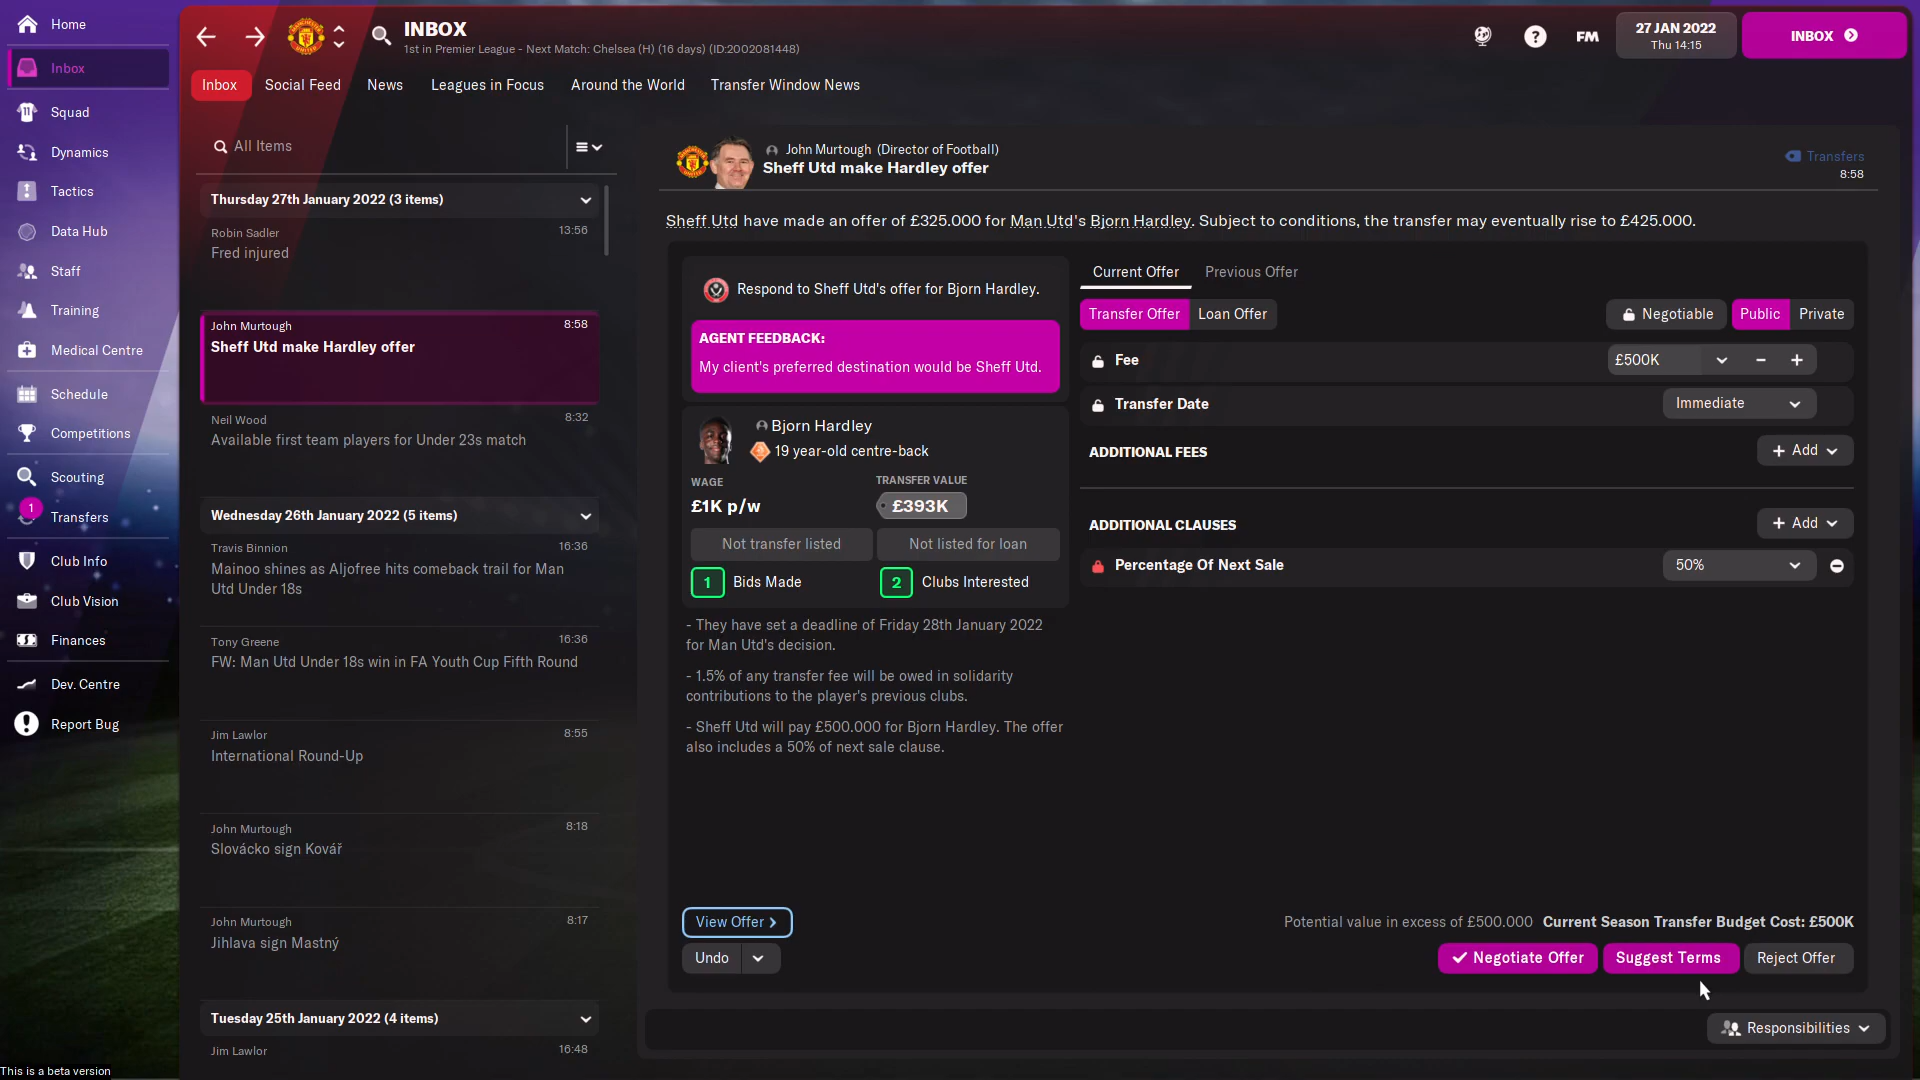 Home
Inbox
Squad
Dynamics
Tactics
Data Hub
Staff
Training
Medical Centre
Schedule
Competitions
Scouting
1
Transfers
Club Info
Club Vision
Finances
Dev. Centre
Report Bug
This is a beta version
INBOX
1st in Premier League - Next Match: Chelsea (H) (16 days) (ID:2002081448)
FM
27 JAN 2022
Thu 14:15
INBOX
Inbox Social Feed News Leagues in Focus Around the World Transfer Window News
All Items
Thursday 27th January 2022 (3 items)
Robin Sadler 13:56
Fred injured
John Murtough 8:58
Sheff Utd make Hardley offer
Neil Wood 8:32
Available first team players for Under 23s match
Wednesday 26th January 2022 (5 items)
Travis Binnion 16:36
Mainoo shines as Aljofree hits comeback trail for Man
Utd Under 18s
Tony Greene 16:36
FW: Man Utd Under 18s win in FA Youth Cup Fifth Round
Jim Lawlor 8:55
International Round-Up
John Murtough 8:18
Slovácko sign Kovář
John Murtough 8:17
Jihlava sign Mastný
Tuesday 25th January 2022 (4 items)
Jim Lawlor 16:48
John Murtough (Director of Football)
Sheff Utd make Hardley offer
Transfers
8:58
Sheff Utd have made an offer of £325.000 for Man Utd's Bjorn Hardley. Subject to conditions, the transfer may eventually rise to £425.000.
Respond to Sheff Utd's offer for Bjorn Hardley.
AGENT FEEDBACK:
My client's preferred destination would be Sheff Utd.
Bjorn Hardley
19 year-old centre-back
WAGE TRANSFER VALUE
£1K p/w £393K
Not transfer listed Not listed for loan
1 Bids Made 2 Clubs Interested
- They have set a deadline of Friday 28th January 2022
for Man Utd's decision.
- 1.5% of any transfer fee will be owed in solidarity
contributions to the player's previous clubs.
- Sheff Utd will pay £500.000 for Bjorn Hardley. The offer
also includes a 50% of next sale clause.
View Offer
Undo
Current Offer Previous Offer
Transfer Offer Loan Offer Negotiable Public Private
Fee £500K - +
Transfer Date Immediate
ADDITIONAL FEES + Add
ADDITIONAL CLAUSES + Add
Percentage Of Next Sale 50%
Potential value in excess of £500.000 Current Season Transfer Budget Cost: £500K
Negotiate Offer Suggest Terms Reject Offer
Responsibilities